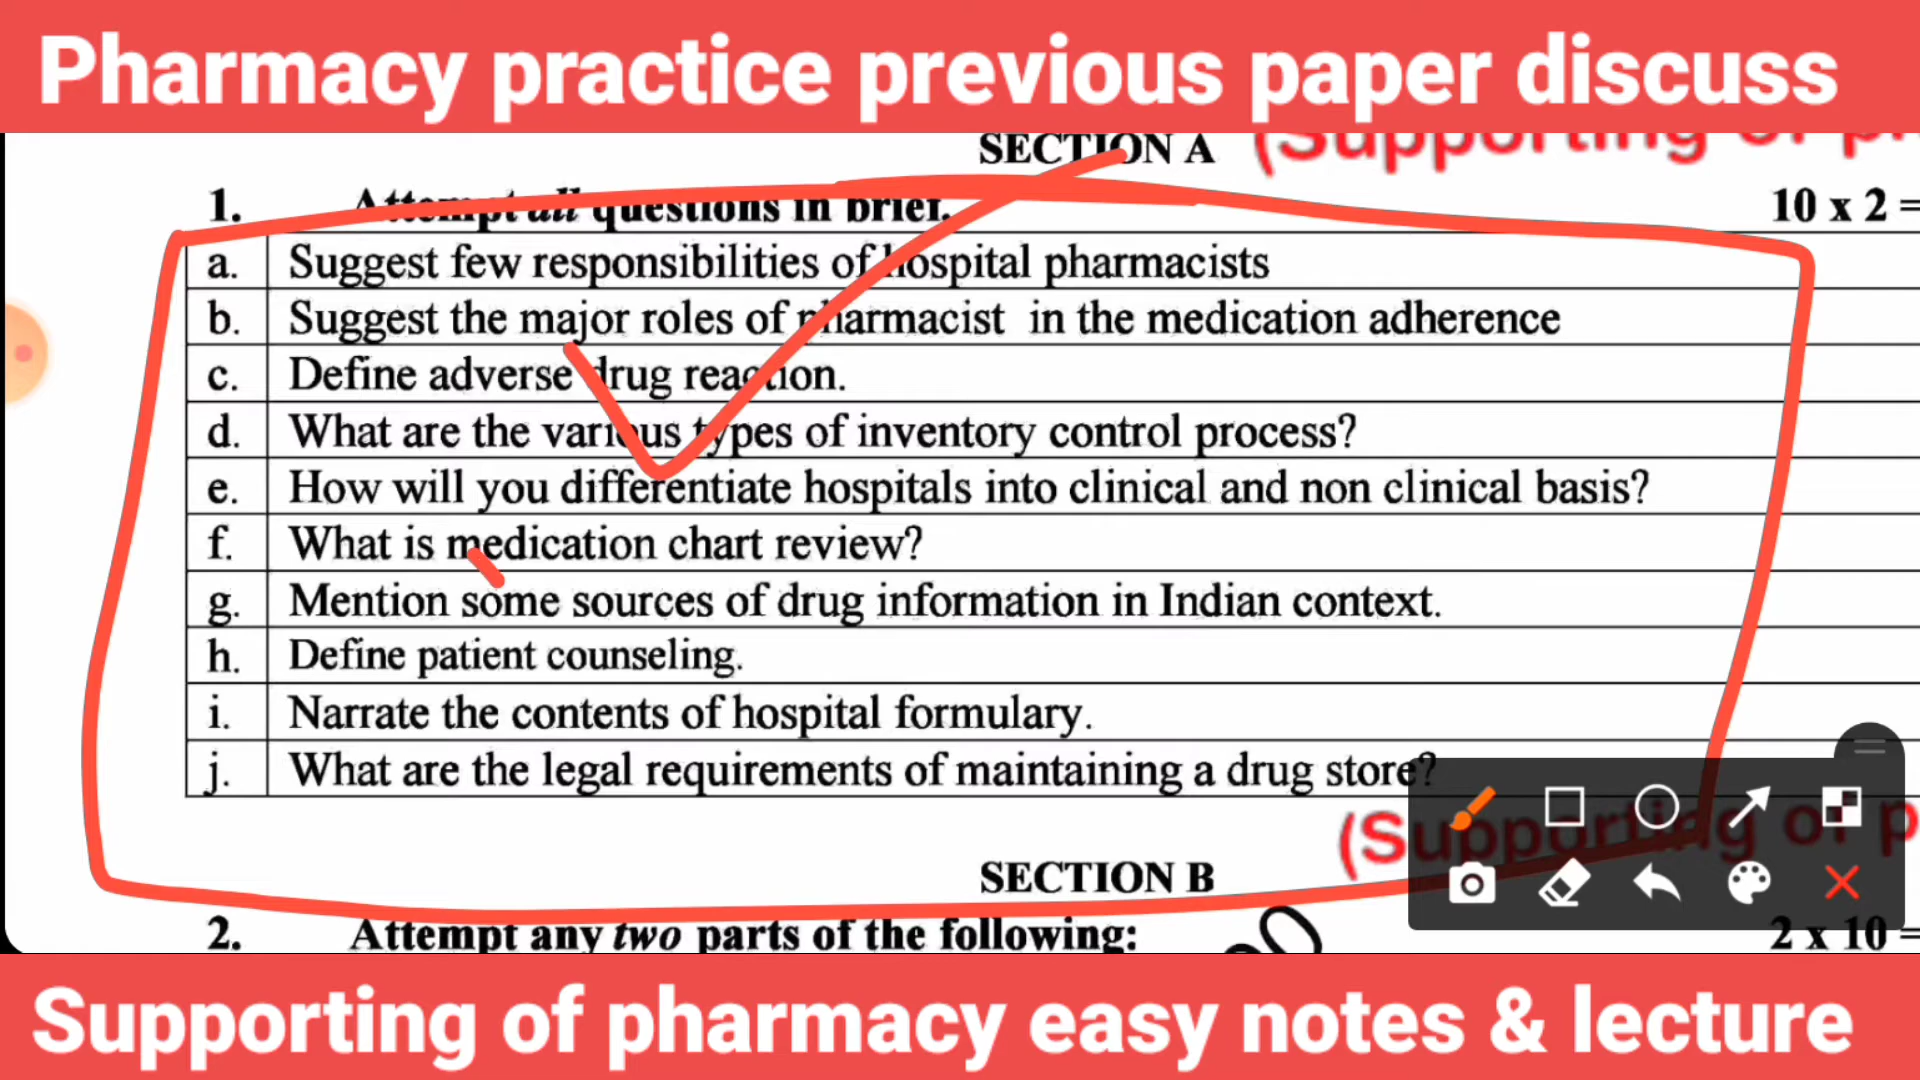 Pharmacy practice previous paper discuss
SECTION A (Supporting of
1. Attempt all questions in brief. 10 x 2 =
a. Suggest few responsibilities of hospital pharmacists
b. Suggest the major roles of pharmacist in the medication adherence
c. Define adverse drug reaction.
d. What are the various types of inventory control process?
e. How will you differentiate hospitals into clinical and non clinical basis?
f. What is medication chart review?
g. Mention some sources of drug information in Indian context.
h. Define patient counseling.
i. Narrate the contents of hospital formulary.
j. What are the legal requirements of maintaining a drug store?
(Supporting of p
SECTION B
2. Attempt any two parts of the following: 2 x 10 =
Supporting of pharmacy easy notes & lecture